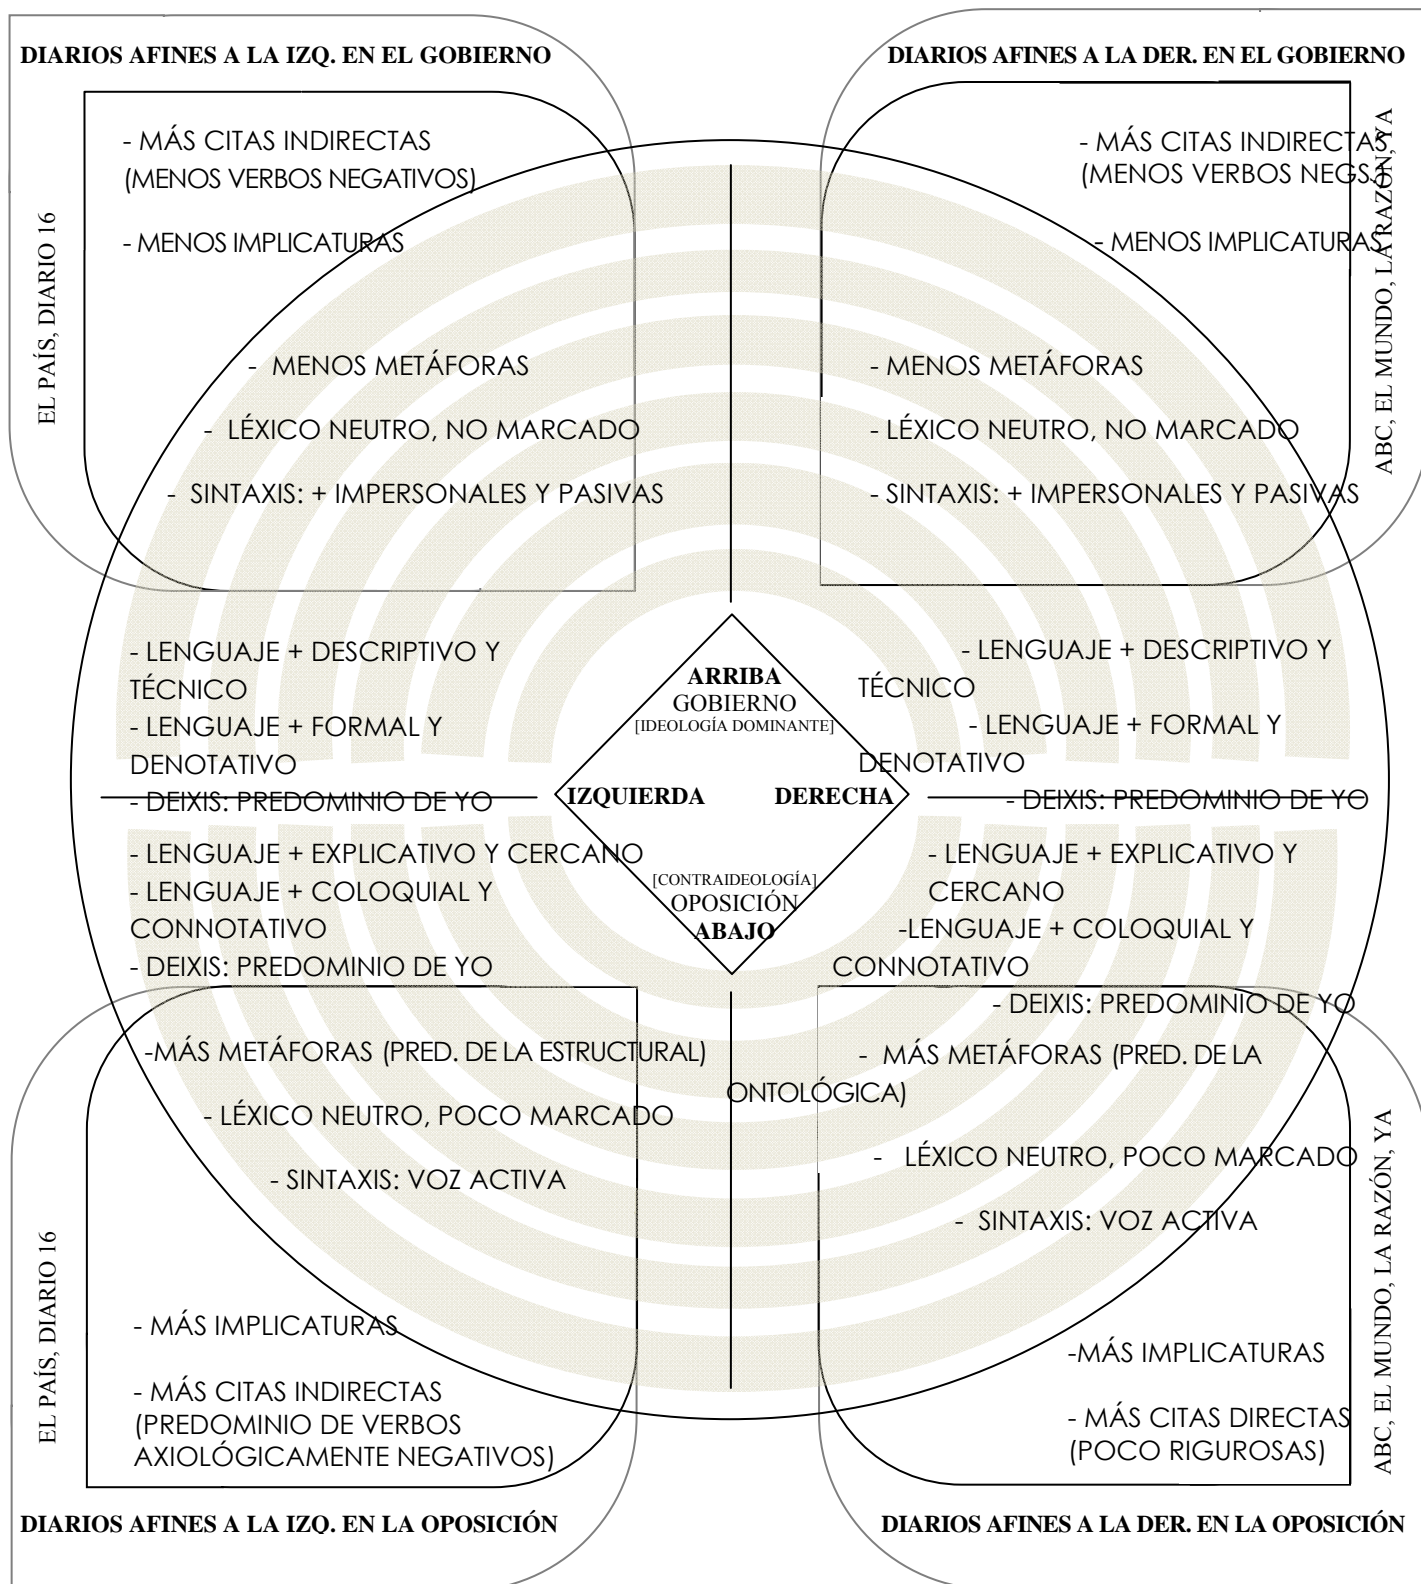 DIARIOS AFINES A LA IZQ. EN EL GOBIERNO
- MÁS CITAS INDIRECTAS
(MENOS VERBOS NEGATIVOS)
- MENOS IMPLICATURAS
EL PAÍS, DIARIO 16
- MENOS METÁFORAS
- LÉXICO NEUTRO, NO MARCADO
- SINTAXIS: + IMPERSONALES Y PASIVAS
- LENGUAJE + DESCRIPTIVO Y
TÉCNICO
- LENGUAJE + FORMAL Y
DENOTATIVO
- DEIXIS: PREDOMINIO DE YO
DIARIOS AFINES A LA DER. EN EL GOBIERNO
- MÁS CITAS INDIRECTAS
(MENOS VERBOS NEGS.)
- MENOS IMPLICATURAS
ABC, EL MUNDO, LA RAZÓN, YA
- MENOS METÁFORAS
- LÉXICO NEUTRO, NO MARCADO
- SINTAXIS: + IMPERSONALES Y PASIVAS
- LENGUAJE + DESCRIPTIVO Y
TÉCNICO
- LENGUAJE + FORMAL Y
DENOTATIVO
- DEIXIS: PREDOMINIO DE YO
ARRIBA
GOBIERNO
[IDEOLOGÍA DOMINANTE]
IZQUIERDA
DERECHA
[CONTRAIDEOLOGÍA]
OPOSICIÓN
ABAJO
- LENGUAJE + EXPLICATIVO Y CERCANO
- LENGUAJE + COLOQUIAL Y
CONNOTATIVO
- DEIXIS: PREDOMINIO DE YO
-MÁS METÁFORAS (PRED. DE LA ESTRUCTURAL)
- LÉXICO NEUTRO, POCO MARCADO
- SINTAXIS: VOZ ACTIVA
EL PAÍS, DIARIO 16
- MÁS IMPLICATURAS
- MÁS CITAS INDIRECTAS
(PREDOMINIO DE VERBOS
AXIOLÓGICAMENTE NEGATIVOS)
DIARIOS AFINES A LA IZQ. EN LA OPOSICIÓN
- LENGUAJE + EXPLICATIVO Y
CERCANO
-LENGUAJE + COLOQUIAL Y
CONNOTATIVO
- DEIXIS: PREDOMINIO DE YO
- MÁS METÁFORAS (PRED. DE LA
ONTOLÓGICA)
- LÉXICO NEUTRO, POCO MARCADO
- SINTAXIS: VOZ ACTIVA
ABC, EL MUNDO, LA RAZÓN, YA
-MÁS IMPLICATURAS
- MÁS CITAS DIRECTAS
(POCO RIGUROSAS)
DIARIOS AFINES A LA DER. EN LA OPOSICIÓN